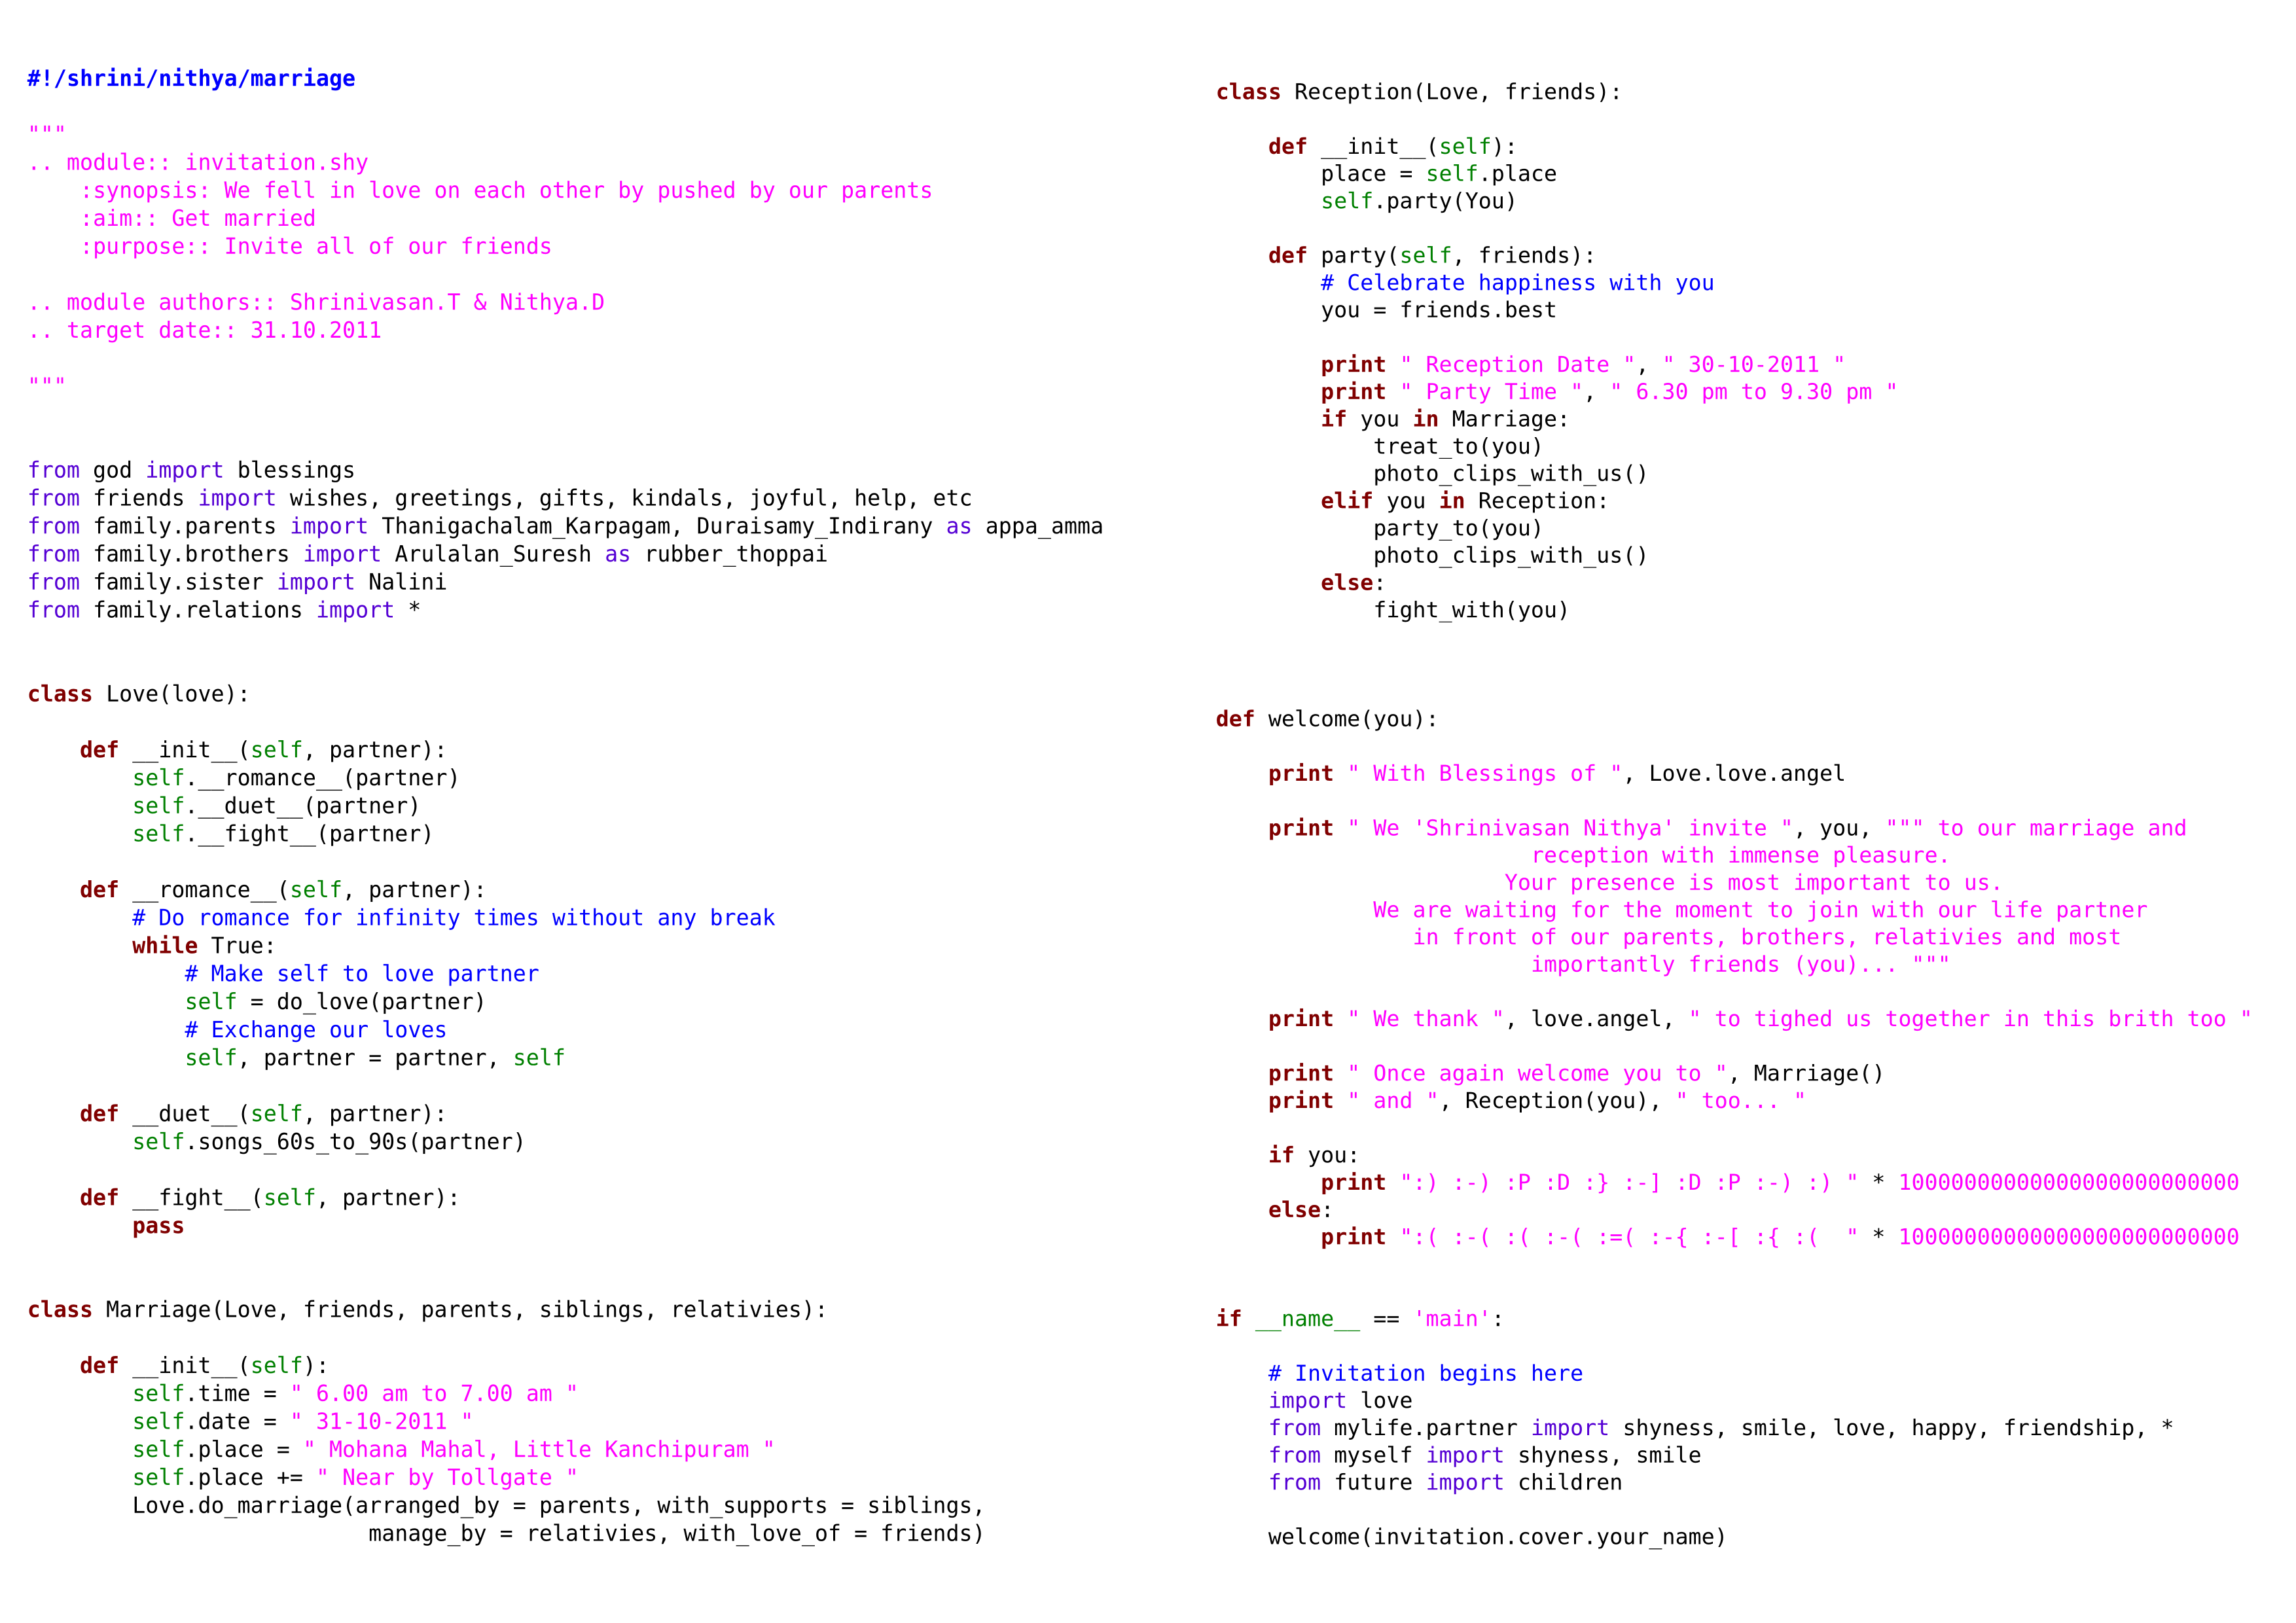 #!/shrini/nithya/marriage

"""
.. module:: invitation.shy
    :synopsis: We fell in love on each other by pushed by our parents
    :aim:: Get married
    :purpose:: Invite all of our friends

.. module authors:: Shrinivasan.T & Nithya.D
.. target date:: 31.10.2011

"""

from god import blessings
from friends import wishes, greetings, gifts, kindals, joyful, help, etc
from family.parents import Thanigachalam_Karpagam, Duraisamy_Indirany as appa_amma
from family.brothers import Arulalan_Suresh as rubber_thoppai
from family.sister import Nalini
from family.relations import *

class Love(love):

    def __init__(self, partner):
        self.__romance__(partner)
        self.__duet__(partner)
        self.__fight__(partner)

    def __romance__(self, partner):
        # Do romance for infinity times without any break
        while True:
            # Make self to love partner
            self = do_love(partner)
            # Exchange our loves
            self, partner = partner, self

    def __duet__(self, partner):
        self.songs_60s_to_90s(partner)

    def __fight__(self, partner):
        pass

class Marriage(Love, friends, parents, siblings, relativies):

    def __init__(self):
        self.time = " 6.00 am to 7.00 am "
        self.date = " 31-10-2011 "
        self.place = " Mohana Mahal, Little Kanchipuram "
        self.place += " Near by Tollgate "
        Love.do_marriage(arranged_by = parents, with_supports = siblings,
                          manage_by = relativies, with_love_of = friends)

class Reception(Love, friends):

    def __init__(self):
        place = self.place
        self.party(You)

    def party(self, friends):
        # Celebrate happiness with you
        you = friends.best

        print " Reception Date ", " 30-10-2011 "
        print " Party Time ", " 6.30 pm to 9.30 pm "
        if you in Marriage:
            treat_to(you)
            photo_clips_with_us()
        elif you in Reception:
            party_to(you)
            photo_clips_with_us()
        else:
            fight_with(you)

def welcome(you):

    print " With Blessings of ", Love.love.angel

    print " We 'Shrinivasan Nithya' invite ", you, """ to our marriage and
                        reception with immense pleasure.
                      Your presence is most important to us.
            We are waiting for the moment to join with our life partner
               in front of our parents, brothers, relativies and most
                        importantly friends (you)... """

    print " We thank ", love.angel, " to tighed us together in this brith too "

    print " Once again welcome you to ", Marriage()
    print " and ", Reception(you), " too... "

    if you:
        print ":) :-) :P :D :} :-] :D :P :-) :) " * 10000000000000000000000000
    else:
        print ":( :-( :( :-( :=( :-{ :-[ :{ :(  " * 10000000000000000000000000

if __name__ == 'main':

    # Invitation begins here
    import love
    from mylife.partner import shyness, smile, love, happy, friendship, *
    from myself import shyness, smile
    from future import children

    welcome(invitation.cover.your_name)